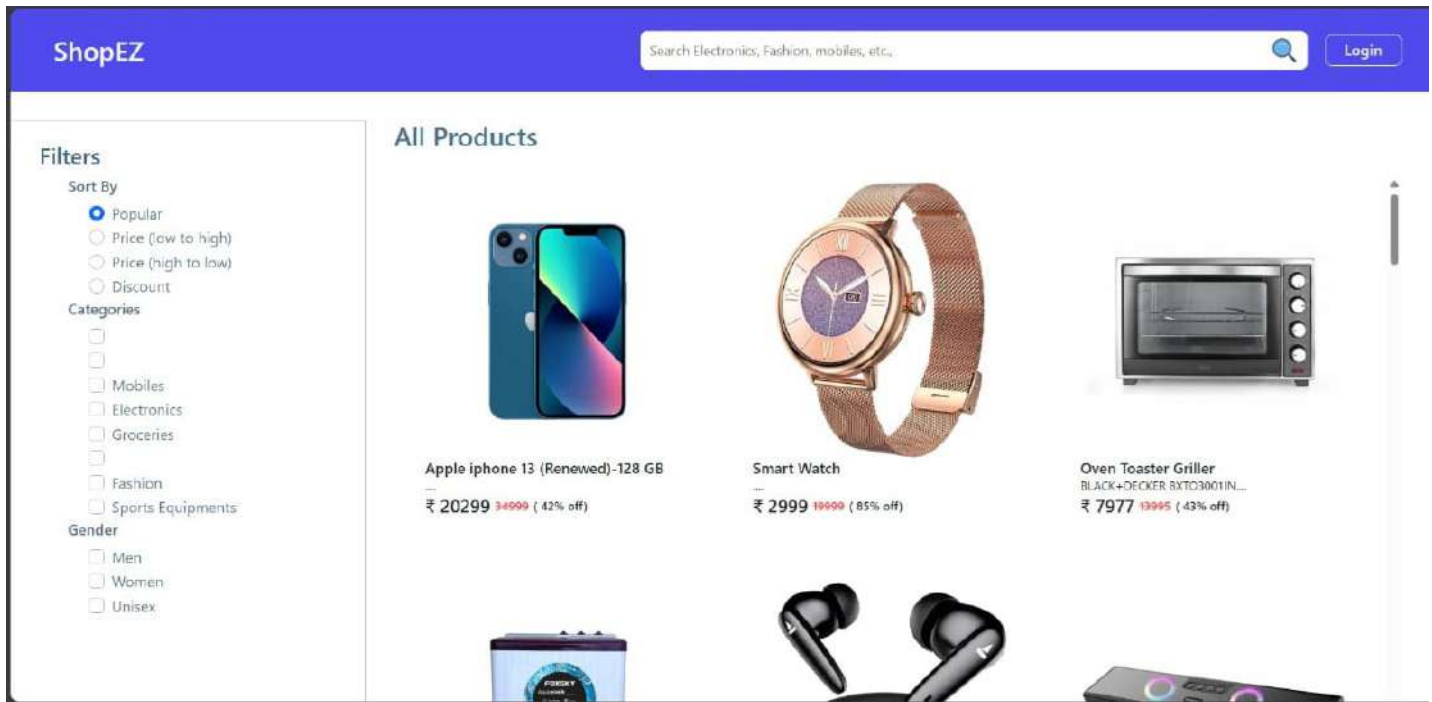 ShopEZ
Search Electronics, Fashion, mobiles, etc.,
Login
Filters
Sort By
Popular
Price (low to high)
Price (high to low)
Discount
Categories
Mobiles
Electronics
Groceries
Fashion
Sports Equipments
Gender
Men
Women
Unisex
All Products
Apple iphone 13 (Renewed)-128 GB
....
₹ 20299 34999 ( 42% off)
Smart Watch
....
₹ 2999 19999 ( 85% off)
Oven Toaster Griller
BLACK+DECKER BXTO3001IN....
₹ 7977 13995 ( 43% off)
FOXSKY